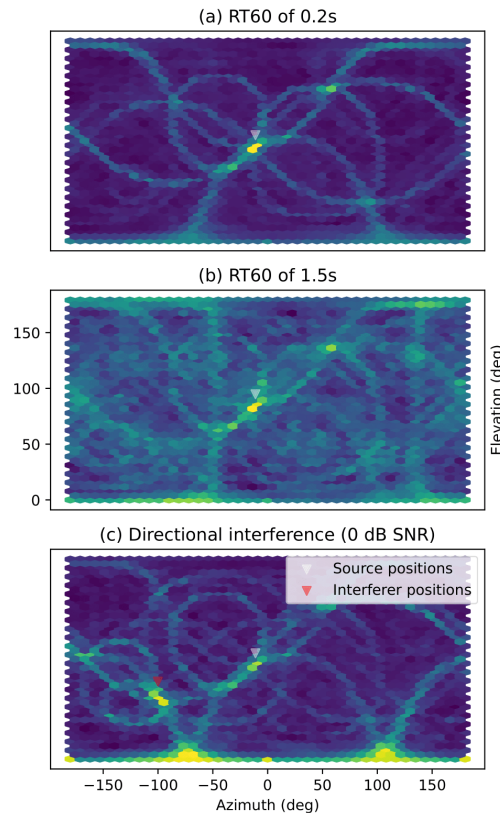 (a) RT60 of 0.2s
(b) RT60 of 1.5s
150
100
50
0
Elevation (deg)
(c) Directional interference (0 dB SNR)
Source positions
Interferer positions
−150 −100 −50 0 50 100 150
Azimuth (deg)